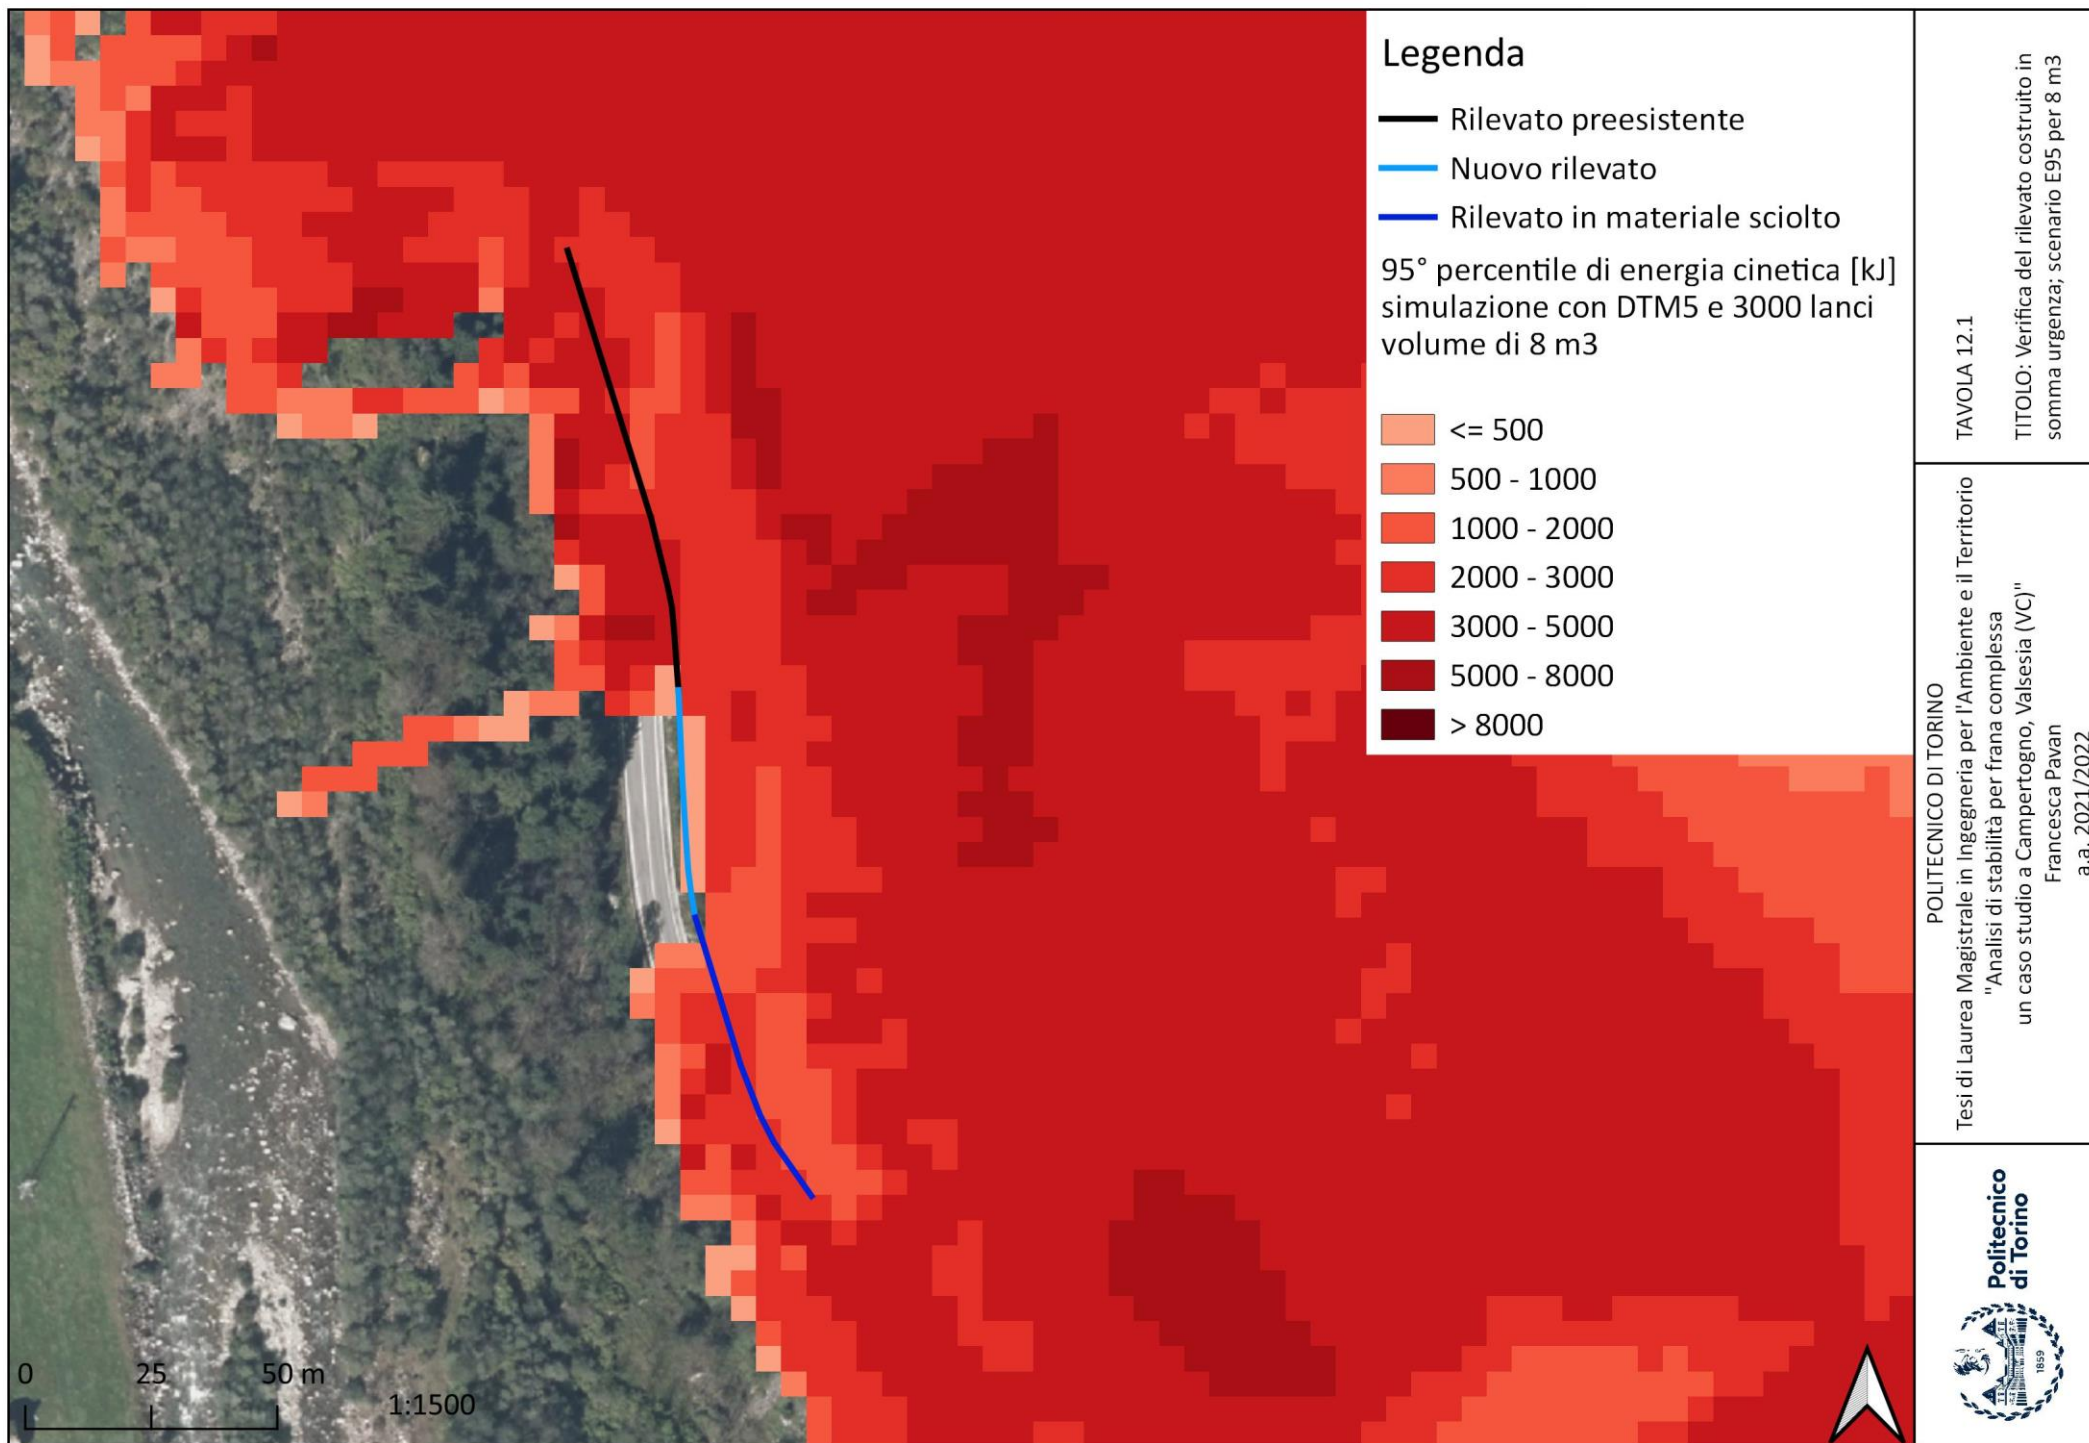 Legenda
Rilevato preesistente
Nuovo rilevato
Rilevato in materiale sciolto
95° percentile di energia cinetica [kJ]
simulazione con DTM5 e 3000 lanci
volume di 8 m3
<= 500
500 - 1000
1000 - 2000
2000 - 3000
3000 - 5000
5000 - 8000
> 8000
0 25 50 m
1:1500
TAVOLA 12.1
TITOLO: Verifica del rilevato costruito in
somma urgenza; scenario E95 per 8 m3
POLITECNICO DI TORINO
Tesi di Laurea Magistrale in Ingegneria per l'Ambiente e il Territorio
"Analisi di stabilità per frana complessa
un caso studio a Campertogno, Valsesia (VC)"
Francesca Pavan
a.a. 2021/2022
Politecnico
di Torino
1859